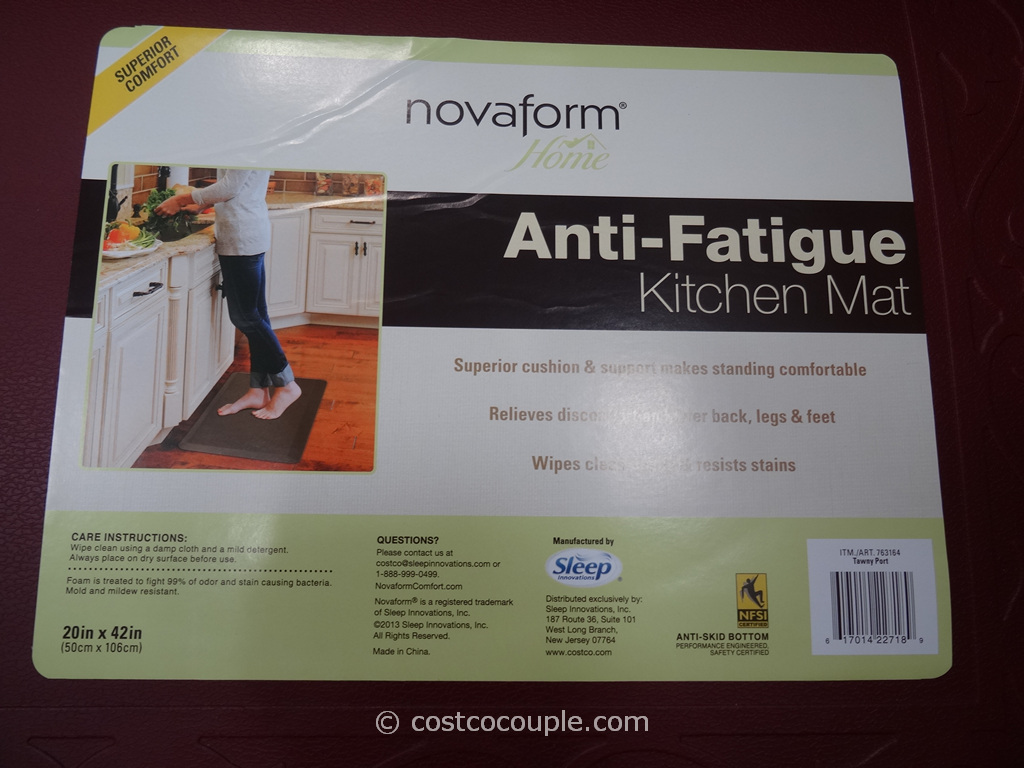 SUPERIOR
COMFORT
novaform®
Home
Anti-Fatigue
Kitchen Mat
Superior cushion & support makes standing comfortable
Relieves back, legs & feet
Wipes resists stains
CARE INSTRUCTIONS:
Wipe clean using a damp cloth and a mild detergent.
Always place on dry surface before use.
Foam is treated to fight 99% of odor and stain causing bacteria.
Mold and mildew resistant.
20in x 42in
(50cm x 106cm)
QUESTIONS?
Please contact us at
costco@sleepinnovations.com or
1-888-999-0499.
NovaformComfort.com
Novaform® is a registered trademark
of Sleep Innovations, Inc.
©2013 Sleep Innovations, Inc.
All Rights Reserved.
Made in China.
Manufactured by
Sleep
innovations®
Distributed exclusively by:
Sleep Innovations, Inc.
187 Route 36, Suite 101
West Long Branch,
New Jersey 07764
www.costco.com
NFSI
CERTIFIED
ANTI-SKID BOTTOM
PERFORMANCE ENGINEERED.
SAFETY CERTIFIED
ITM./ART. 763164
Tawny Port
6 17014 22718 9
© costcocouple.com